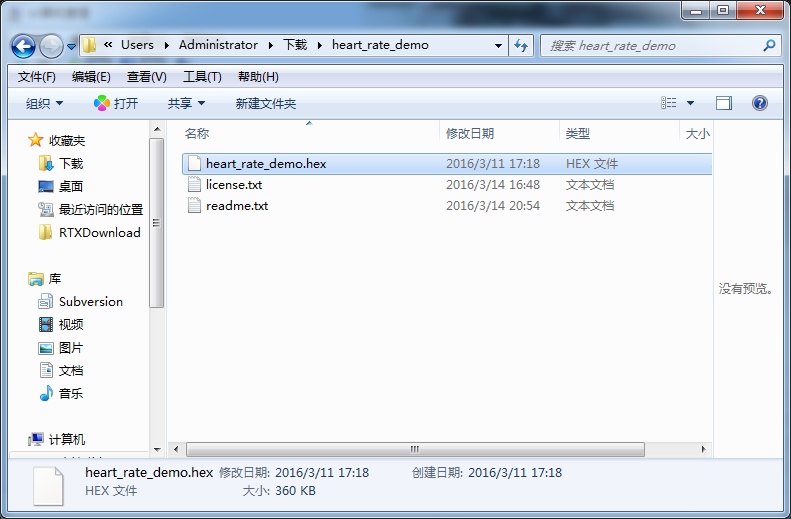 « Users Administrator 下载 heart_rate_demo 搜索 heart_rate_demo
文件(F) 编辑(E) 查看(V) 工具(T) 帮助(H)
组织 打开 共享 新建文件夹
名称 修改日期 类型 大小
heart_rate_demo.hex 2016/3/11 17:18 HEX 文件
license.txt 2016/3/14 16:48 文本文档
readme.txt 2016/3/14 20:54 文本文档
收藏夹
下载
桌面
最近访问的位置
RTXDownload
库
Subversion
视频
图片
文档
音乐
计算机
没有预览。
heart_rate_demo.hex 修改日期: 2016/3/11 17:18 创建日期: 2016/3/11 17:18
HEX 文件 大小: 360 KB